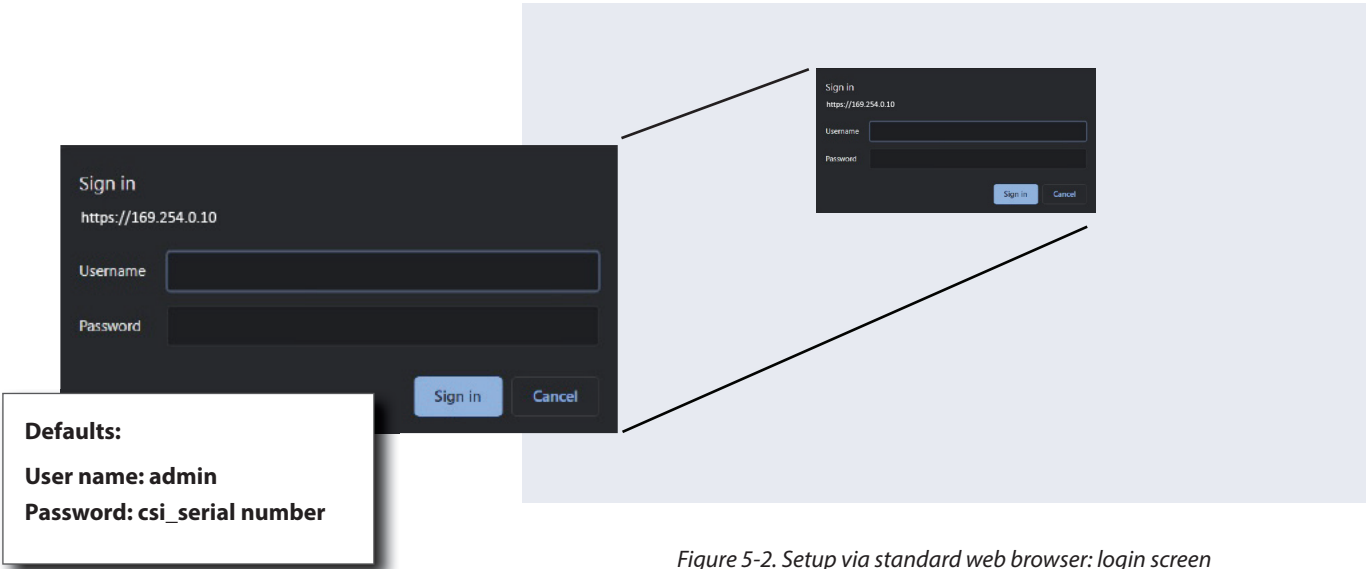 Sign in
https://169.254.0.10
Username
Password
Sign in Cancel
Sign in
https://169.254.0.10
Username
Password
Sign in Cancel
Defaults:
User name: admin
Password: csi_serial number
Figure 5-2. Setup via standard web browser: login screen